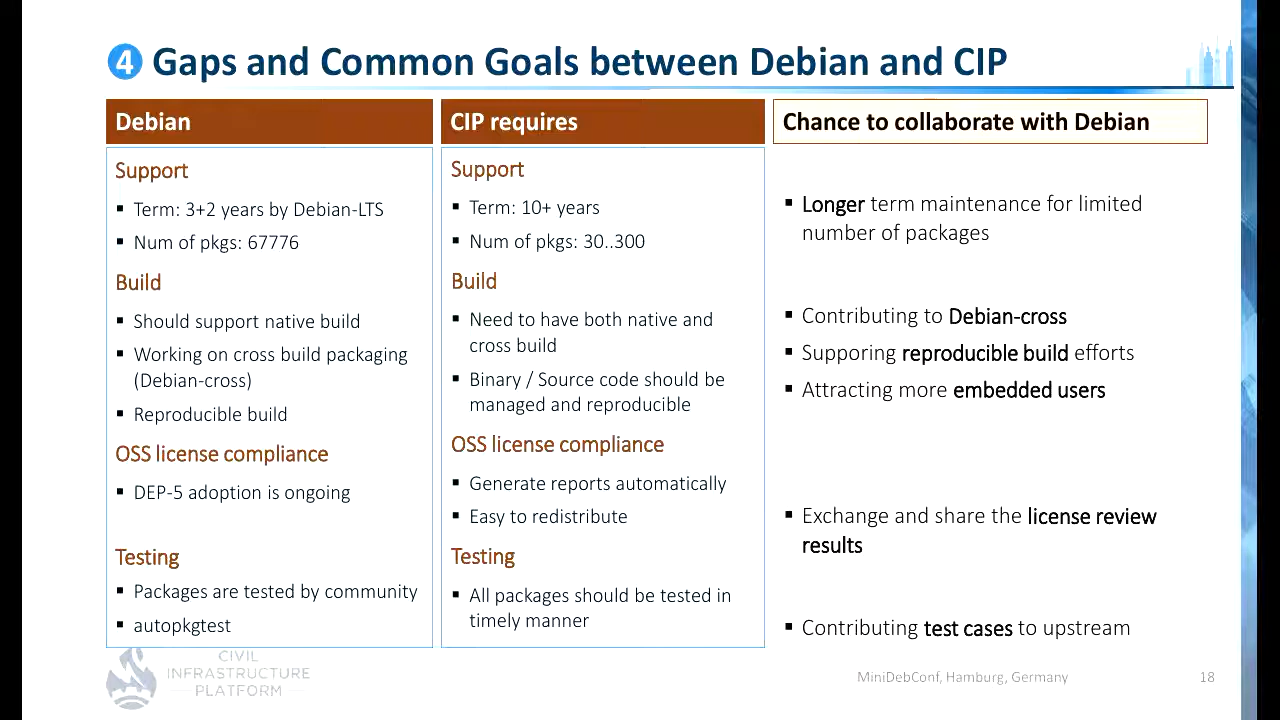 4 Gaps and Common Goals between Debian and CIP
Debian
Support
▪ Term: 3+2 years by Debian-LTS
▪ Num of pkgs: 67776
Build
▪ Should support native build
▪ Working on cross build packaging
(Debian-cross)
▪ Reproducible build
OSS license compliance
▪ DEP-5 adoption is ongoing
Testing
▪ Packages are tested by community
▪ autopkgtest
CIP requires
Support
▪ Term: 10+ years
▪ Num of pkgs: 30..300
Build
▪ Need to have both native and
cross build
▪ Binary / Source code should be
managed and reproducible
OSS license compliance
▪ Generate reports automatically
▪ Easy to redistribute
Testing
▪ All packages should be tested in
timely manner
Chance to collaborate with Debian
▪ Longer term maintenance for limited
number of packages
▪ Contributing to Debian-cross
▪ Supporing reproducible build efforts
▪ Attracting more embedded users
▪ Exchange and share the license review
results
▪ Contributing test cases to upstream
CIVIL
INFRASTRUCTURE
PLATFORM
MiniDebConf, Hamburg, Germany
18